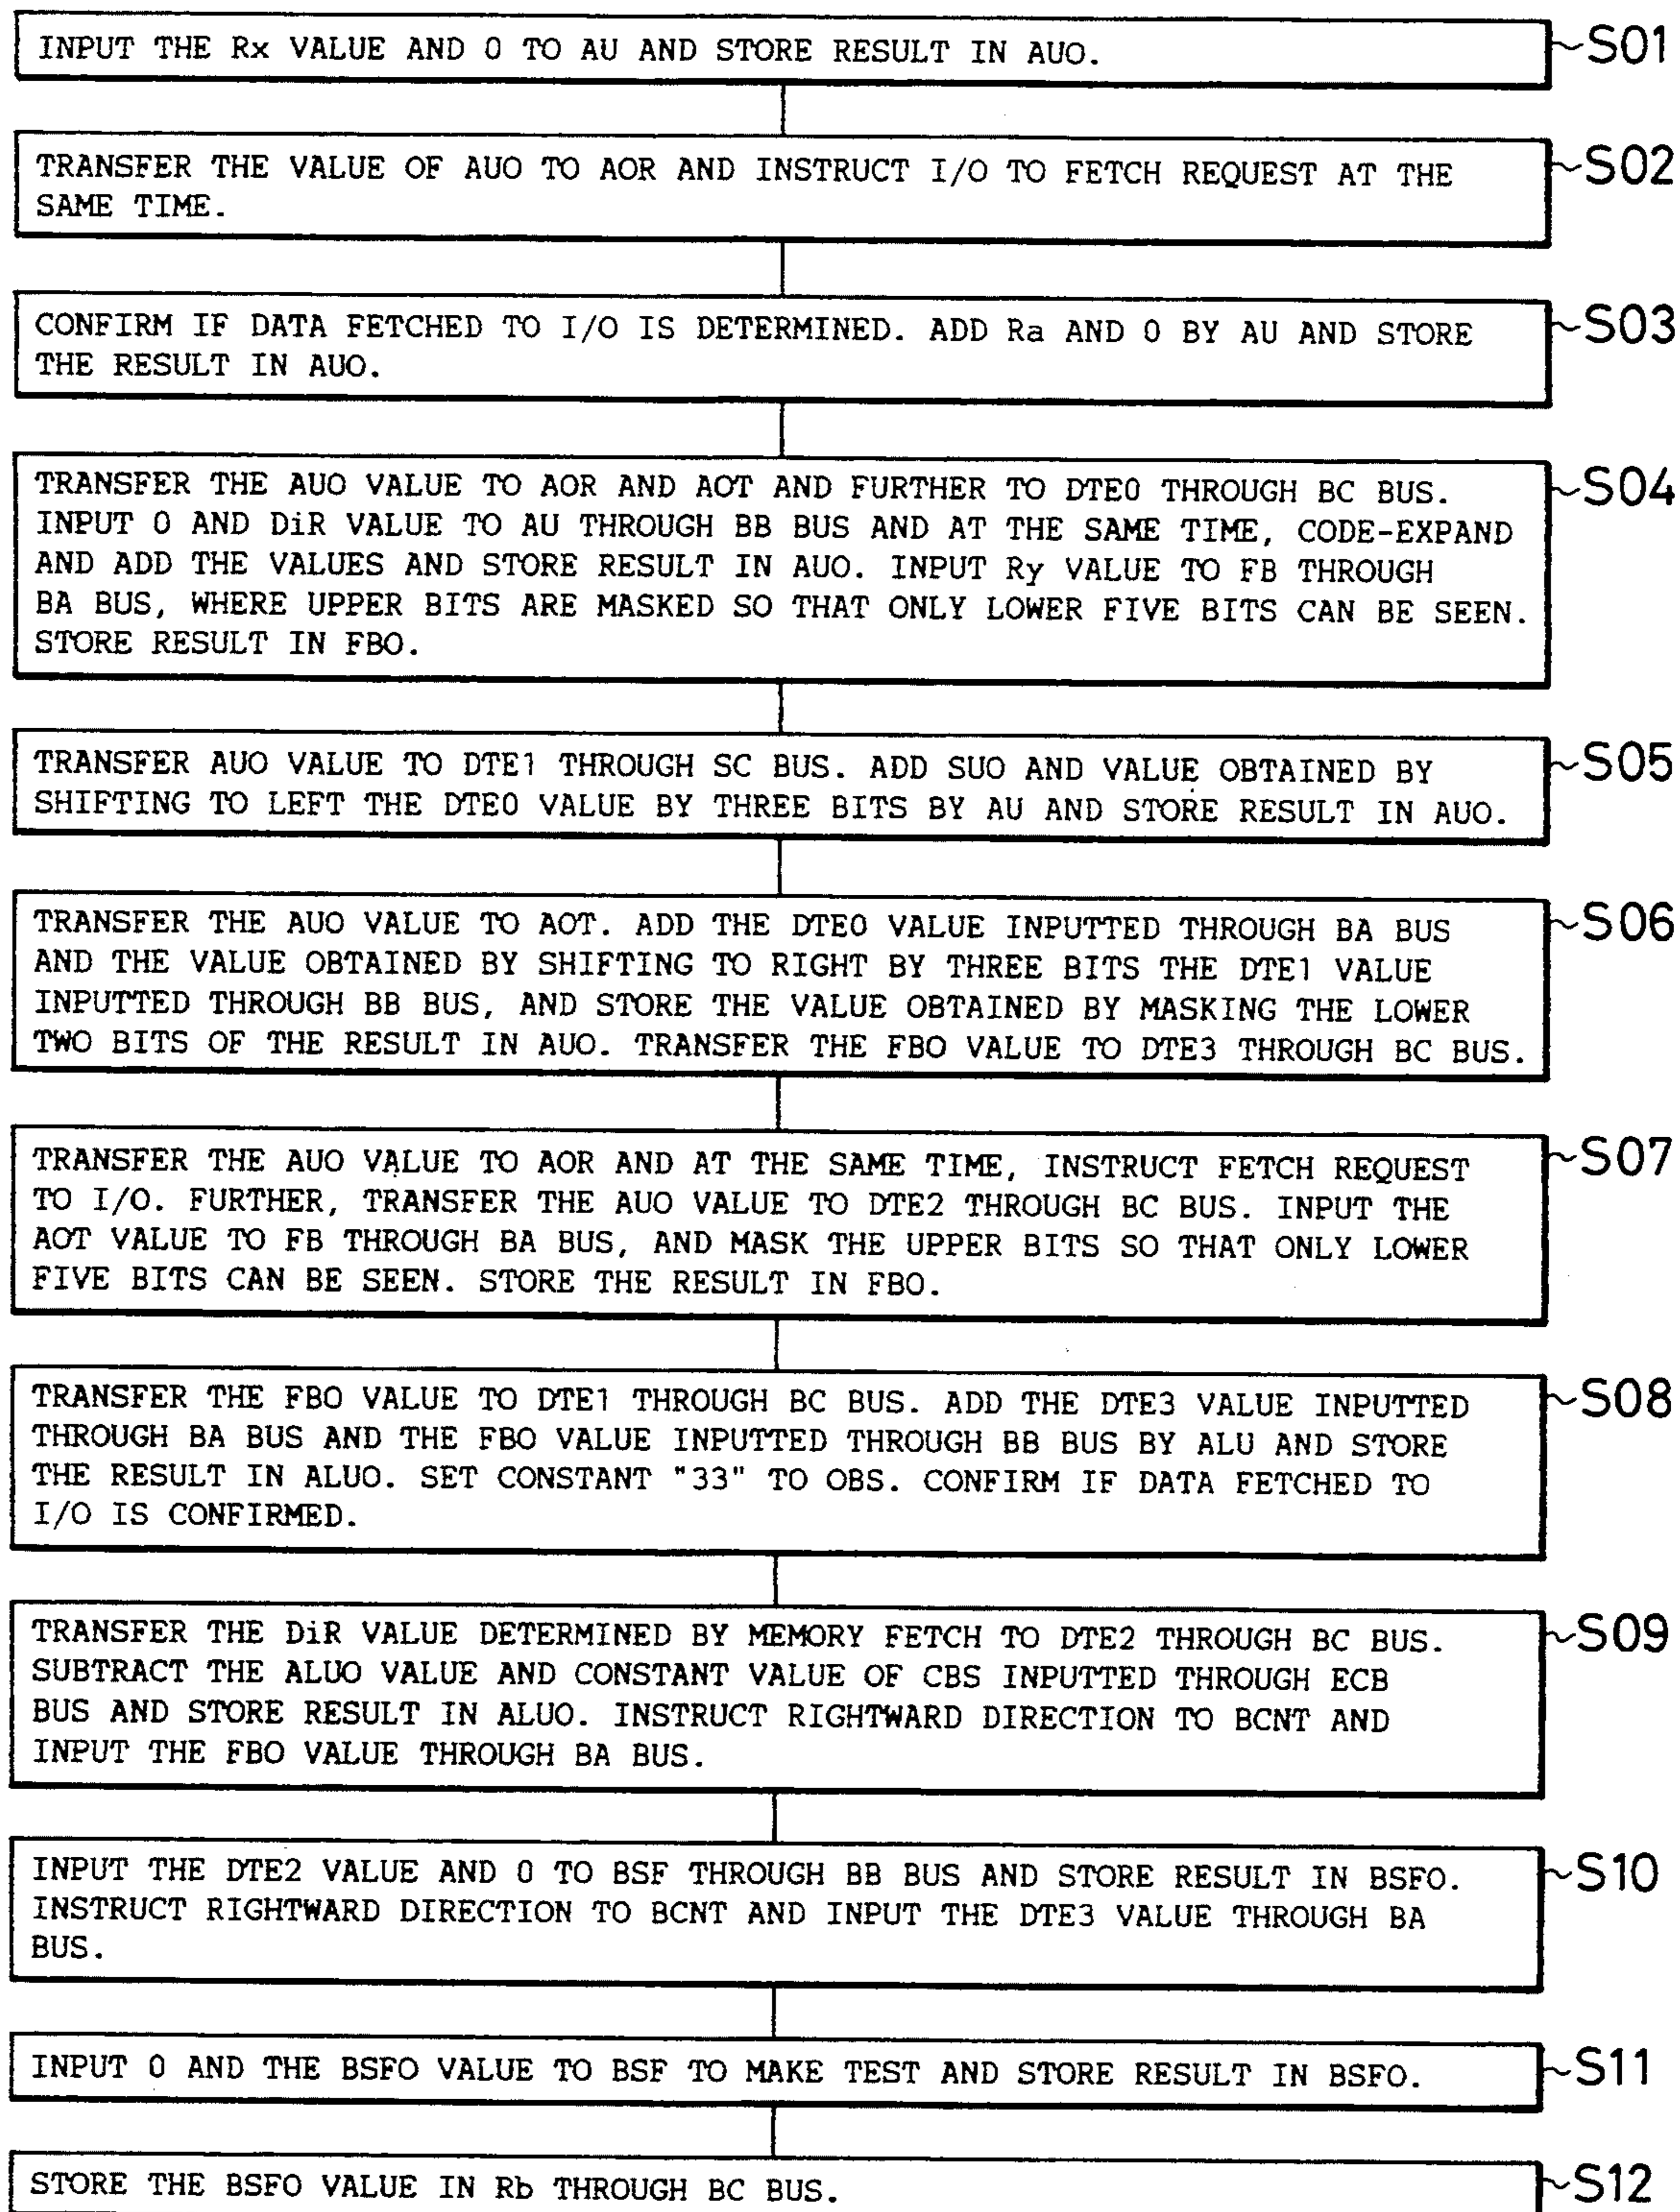 INPUT THE Rx VALUE AND 0 TO AU AND STORE RESULT IN AUO.
~S01
TRANSFER THE VALUE OF AUO TO AOR AND INSTRUCT I/O TO FETCH REQUEST AT THE
SAME TIME.
~S02
CONFIRM IF DATA FETCHED TO I/O IS DETERMINED. ADD Ra AND 0 BY AU AND STORE
THE RESULT IN AUO.
~S03
TRANSFER THE AUO VALUE TO AOR AND AOT AND FURTHER TO DTE0 THROUGH BC BUS.
INPUT 0 AND DiR VALUE TO AU THROUGH BB BUS AND AT THE SAME TIME, CODE-EXPAND
AND ADD THE VALUES AND STORE RESULT IN AUO. INPUT Ry VALUE TO FB THROUGH
BA BUS, WHERE UPPER BITS ARE MASKED SO THAT ONLY LOWER FIVE BITS CAN BE SEEN.
STORE RESULT IN FBO.
~S04
TRANSFER AUO VALUE TO DTE1 THROUGH SC BUS. ADD SUO AND VALUE OBTAINED BY
SHIFTING TO LEFT THE DTE0 VALUE BY THREE BITS BY AU AND STORE RESULT IN AUO.
~S05
TRANSFER THE AUO VALUE TO AOT. ADD THE DTE0 VALUE INPUTTED THROUGH BA BUS
AND THE VALUE OBTAINED BY SHIFTING TO RIGHT BY THREE BITS THE DTE1 VALUE
INPUTTED THROUGH BB BUS, AND STORE THE VALUE OBTAINED BY MASKING THE LOWER
TWO BITS OF THE RESULT IN AUO. TRANSFER THE FBO VALUE TO DTE3 THROUGH BC BUS.
~S06
TRANSFER THE AUO VALUE TO AOR AND AT THE SAME TIME, INSTRUCT FETCH REQUEST
TO I/O. FURTHER, TRANSFER THE AUO VALUE TO DTE2 THROUGH BC BUS. INPUT THE
AOT VALUE TO FB THROUGH BA BUS, AND MASK THE UPPER BITS SO THAT ONLY LOWER
FIVE BITS CAN BE SEEN. STORE THE RESULT IN FBO.
~S07
TRANSFER THE FBO VALUE TO DTE1 THROUGH BC BUS. ADD THE DTE3 VALUE INPUTTED
THROUGH BA BUS AND THE FBO VALUE INPUTTED THROUGH BB BUS BY ALU AND STORE
THE RESULT IN ALUO. SET CONSTANT "33" TO OBS. CONFIRM IF DATA FETCHED TO
I/O IS CONFIRMED.
~S08
TRANSFER THE DiR VALUE DETERMINED BY MEMORY FETCH TO DTE2 THROUGH BC BUS.
SUBTRACT THE ALUO VALUE AND CONSTANT VALUE OF CBS INPUTTED THROUGH ECB
BUS AND STORE RESULT IN ALUO. INSTRUCT RIGHTWARD DIRECTION TO BCNT AND
INPUT THE FBO VALUE THROUGH BA BUS.
~S09
INPUT THE DTE2 VALUE AND 0 TO BSF THROUGH BB BUS AND STORE RESULT IN BSFO.
INSTRUCT RIGHTWARD DIRECTION TO BCNT AND INPUT THE DTE3 VALUE THROUGH BA
BUS.
~S10
INPUT 0 AND THE BSFO VALUE TO BSF TO MAKE TEST AND STORE RESULT IN BSFO.
~S11
STORE THE BSFO VALUE IN Rb THROUGH BC BUS.
~S12